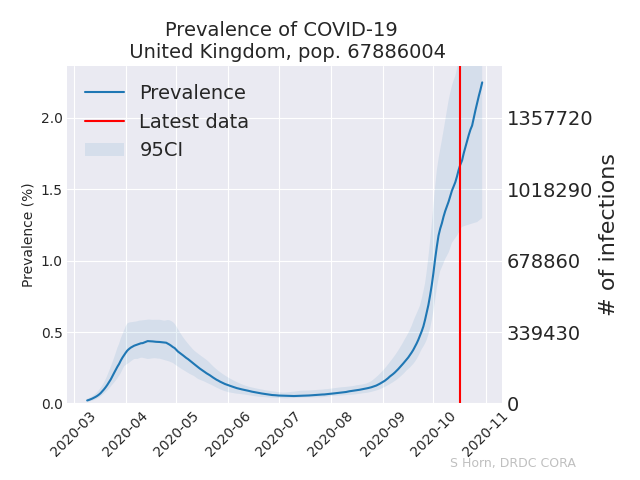 Prevalence of COVID-19
United Kingdom, pop. 67886004
Prevalence
Latest data
95CI
Prevalence (%)
2.0
1.5
1.0
0.5
0.0
1357720
1018290
678860
339430
0
# of infections
2020-03
2020-04
2020-05
2020-06
2020-07
2020-08
2020-09
2020-10
2020-11
S Horn, DRDC CORA